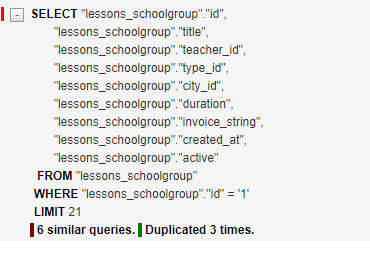 SELECT "lessons_schoolgroup"."id",
"lessons_schoolgroup"."title",
"lessons_schoolgroup"."teacher_id",
"lessons_schoolgroup"."type_id",
"lessons_schoolgroup"."city_id",
"lessons_schoolgroup"."duration",
"lessons_schoolgroup"."invoice_string",
"lessons_schoolgroup"."created_at",
"lessons_schoolgroup"."active"
FROM "lessons_schoolgroup"
WHERE "lessons_schoolgroup"."id" = '1'
LIMIT 21
6 similar queries. Duplicated 3 times.